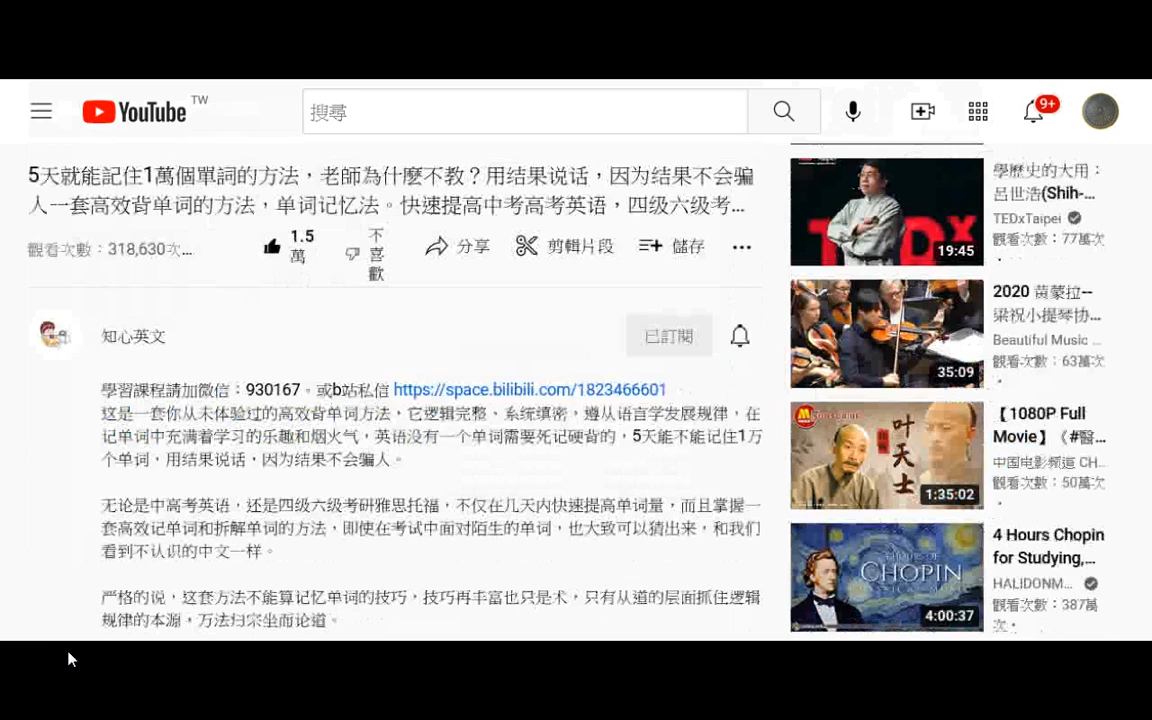 YouTube TW
搜尋
9+
5天就能記住1萬個單詞的方法，老師為什麼不教？用结果说话，因为结果不会骗
人一套高效背单词的方法，单词记忆法。快速提高中考高考英语，四级六级考...
觀看次數：318,630次...
1.5
萬
不
喜
歡
分享
剪輯片段
儲存
知心英文
已訂閱
學習課程請加微信：930167。或b站私信 https://space.bilibili.com/1823466601
这是一套你从未体验过的高效背单词方法，它逻辑完整、系统缜密，遵从语言学发展规律，在
记单词中充满着学习的乐趣和烟火气，英语没有一个单词需要死记硬背的，5天能不能记住1万
个单词，用结果说话，因为结果不会骗人。
无论是中高考英语，还是四级六级考研雅思托福，不仅在几天内快速提高单词量，而且掌握一
套高效记单词和拆解单词的方法，即使在考试中面对陌生的单词，也大致可以猜出来，和我们
看到不认识的中文一样。
严格的说，这套方法不能算记忆单词的技巧，技巧再丰富也只是术，只有从道的层面抓住逻辑
规律的本源，万法归宗坐而论道。
19:45
學歷史的大用：
呂世浩(Shih-...
TEDxTaipei
觀看次數：77萬次
35:09
2020 黄蒙拉--
梁祝小提琴协...
Beautiful Music ...
觀看次數：63萬次
叶天士
1:35:02
【1080P Full
Movie】《#醫...
中国电影频道 CH...
觀看次數：50萬次
4 HOURS OF
CHOPIN
4:00:37
4 Hours Chopin
for Studying,...
HALIDONM...
觀看次數：387萬
次